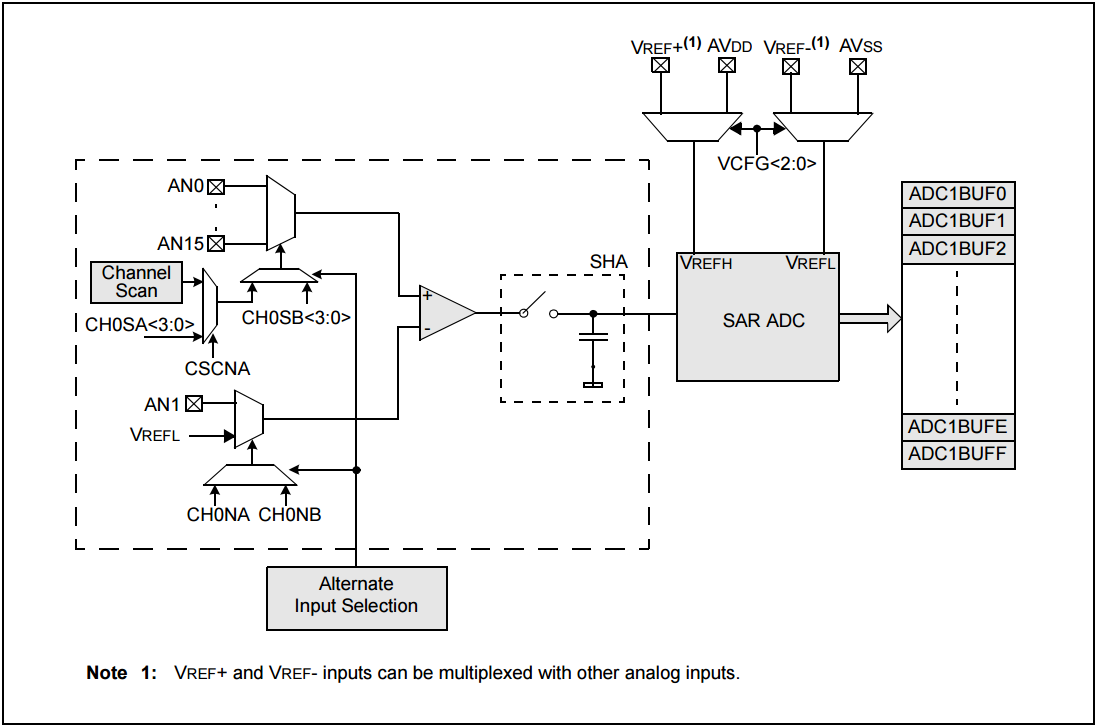 VREF+(1) AVDD VREF-(1) AVSS
VCFG<2:0>
AN0
AN15
Channel
Scan
CH0SA<3:0>
CH0SB<3:0>
CSCNA
AN1
VREFL
CH0NA CH0NB
+
-
SHA
VREFH VREFL
SAR ADC
ADC1BUF0
ADC1BUF1
ADC1BUF2
ADC1BUFE
ADC1BUFF
Alternate
Input Selection
Note 1: VREF+ and VREF- inputs can be multiplexed with other analog inputs.